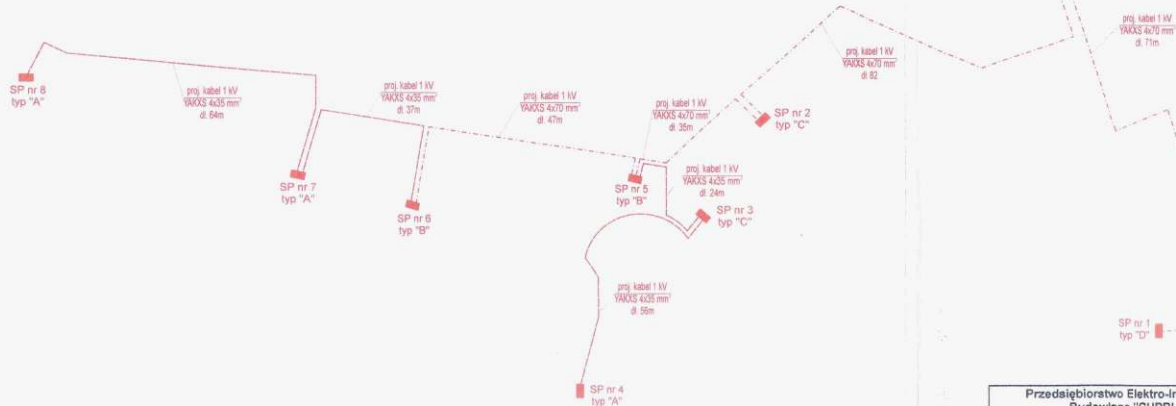 proj. kabel 1 kV
YAKXS 4x70 mm²
dł. 71m
proj. kabel 1 kV
YAKXS 4x70 mm²
dł. 82
SP nr 8
typ "A"
proj. kabel 1 kV
YAKXS 4x35 mm²
dł. 64m
proj. kabel 1 kV
YAKXS 4x35 mm²
dł. 37m
proj. kabel 1 kV
YAKXS 4x70 mm²
dł. 47m
proj. kabel 1 kV
YAKXS 4x70 mm²
dł. 35m
SP nr 2
typ "C"
SP nr 7
typ "A"
SP nr 6
typ "B"
SP nr 5
typ "B"
proj. kabel 1 kV
YAKXS 4x35 mm²
dł. 24m
SP nr 3
typ "C"
proj. kabel 1 kV
YAKXS 4x35 mm²
dł. 56m
SP nr 1
typ "D"
SP nr 4
typ "A"
Przedsiębiorstwo